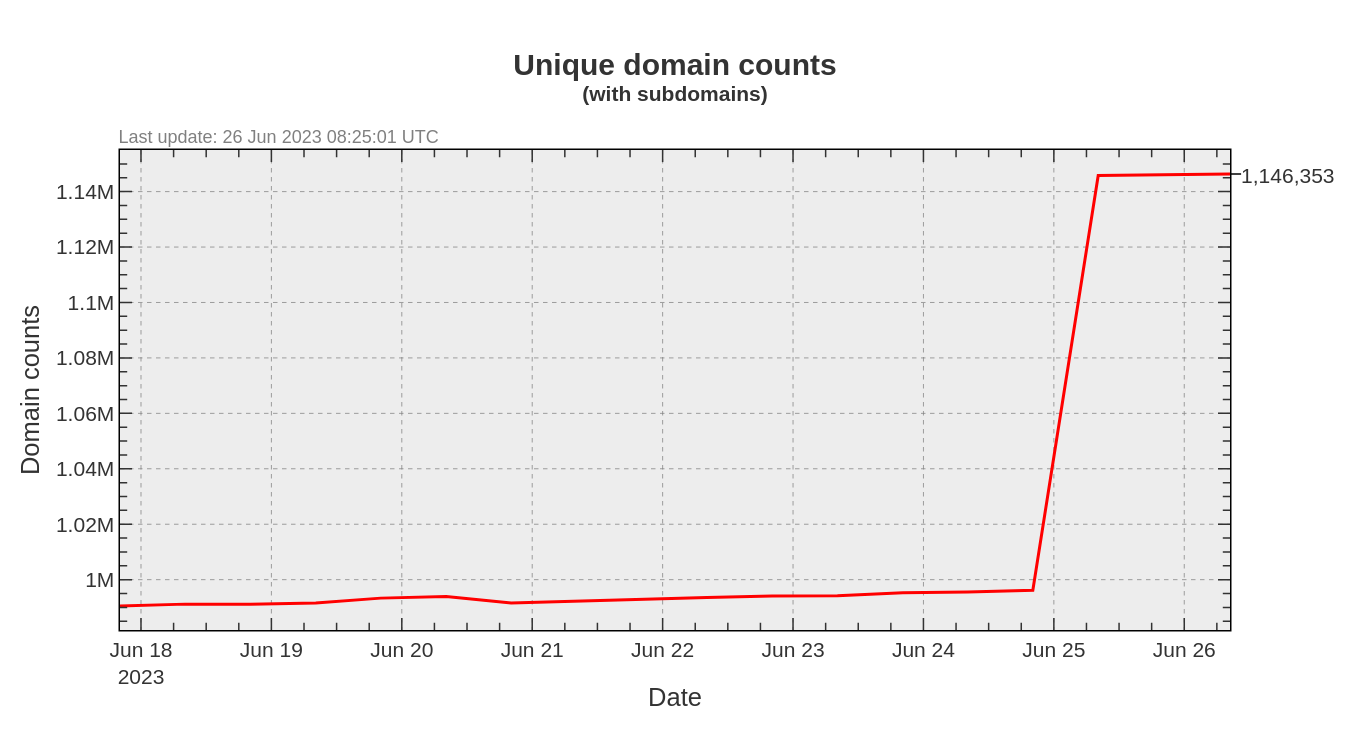 Unique domain counts
(with subdomains)
Last update: 26 Jun 2023 08:25:01 UTC
1.14M
1.12M
1.1M
1.08M
1.06M
1.04M
1.02M
1M
1,146,353
Domain counts
Jun 18 Jun 19 Jun 20 Jun 21 Jun 22 Jun 23 Jun 24 Jun 25 Jun 26
2023
Date